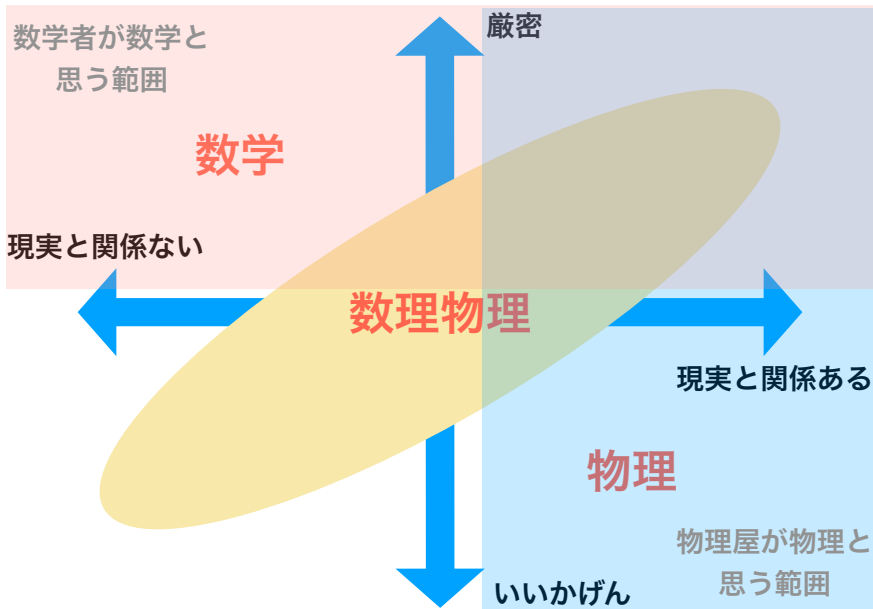 厳密
数学者が数学と
思う範囲
数学
現実と関係ない
数理物理
現実と関係ある
物理
物理屋が物理と
思う範囲
いいかげん